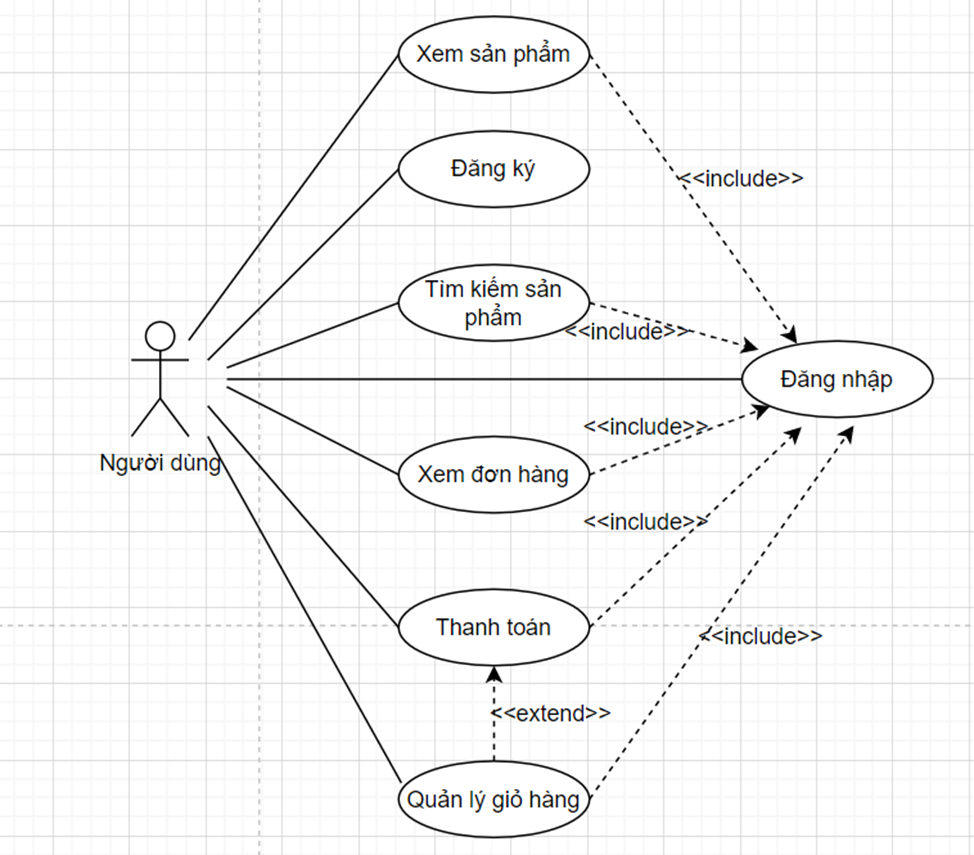 Xem sản phẩm
<<include>>
Đăng ký
Tìm kiếm sản
phẩm
<<include>>
Đăng nhập
<<include>>
Người dùng
Xem đơn hàng
<<include>>
Thanh toán
<<include>>
<<extend>>
Quản lý giỏ hàng